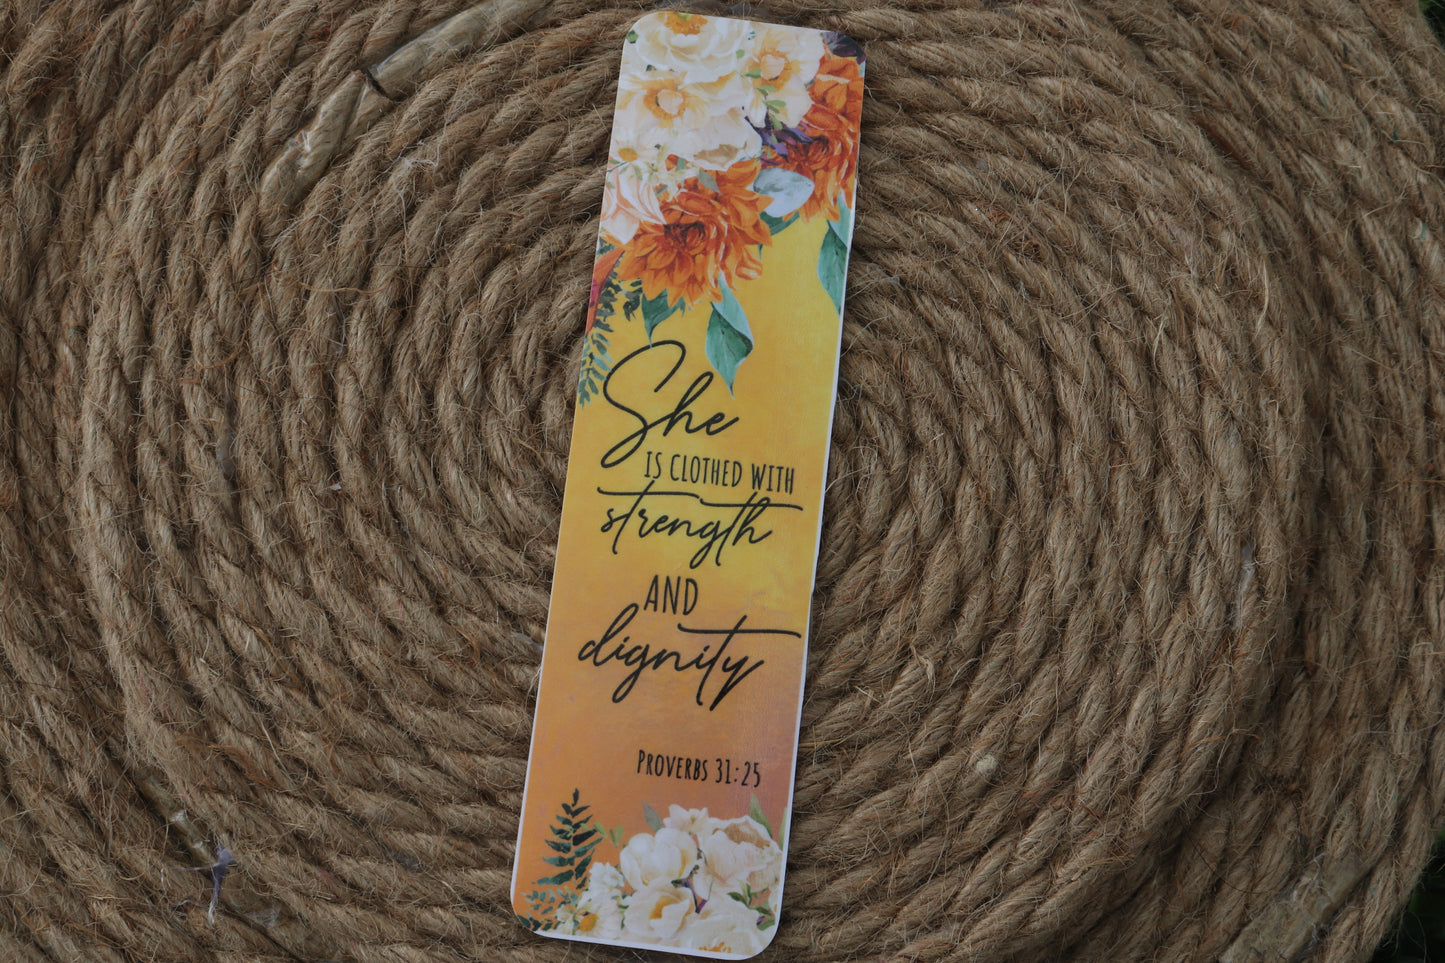 She
IS CLOTHED WITH
strength
AND
dignity
PROVERBS 31:25